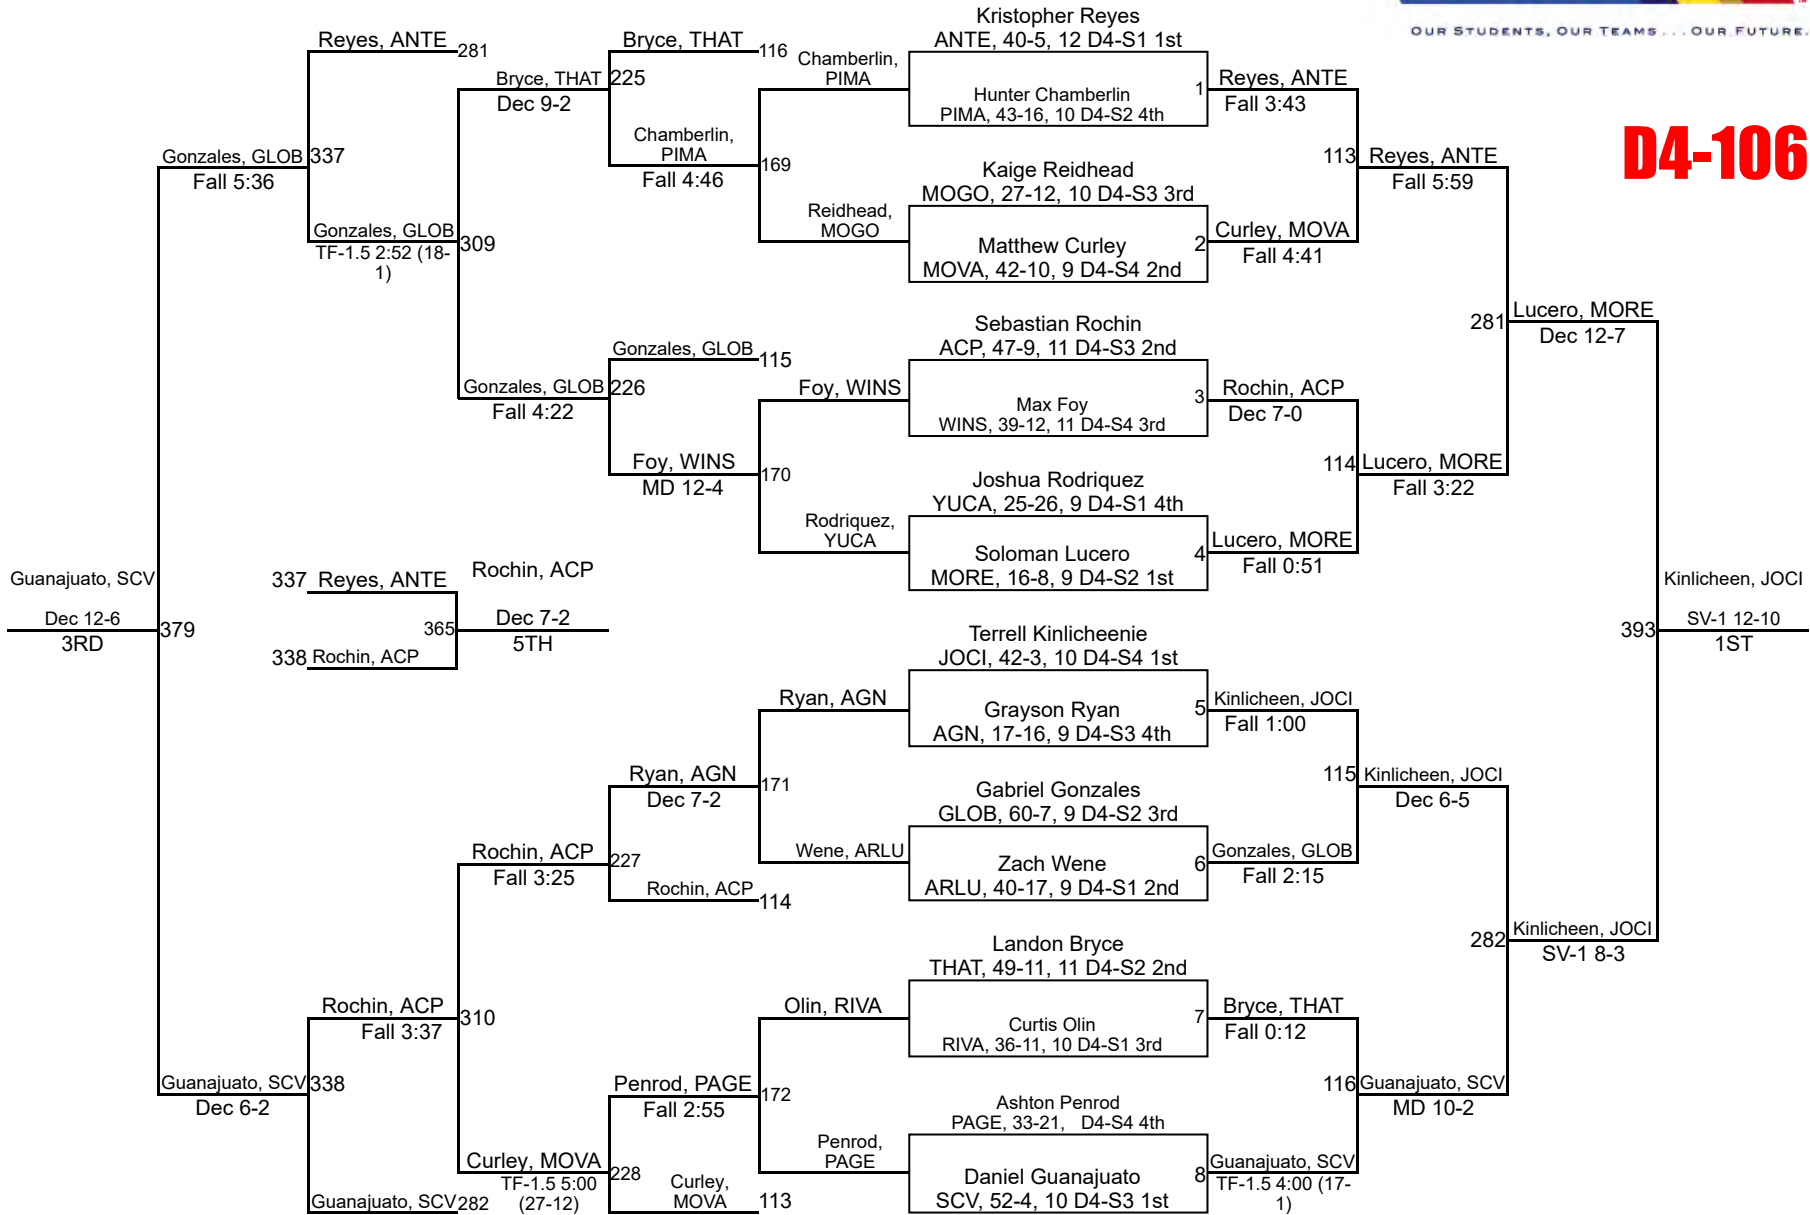 OUR STUDENTS, OUR TEAMS . . . OUR FUTURE.
D4-106
Kristopher Reyes
ANTE, 40-5, 12 D4-S1 1st
Hunter Chamberlin
PIMA, 43-16, 10 D4-S2 4th
1
Kaige Reidhead
MOGO, 27-12, 10 D4-S3 3rd
Matthew Curley
MOVA, 42-10, 9 D4-S4 2nd
2
Sebastian Rochin
ACP, 47-9, 11 D4-S3 2nd
Max Foy
WINS, 39-12, 11 D4-S4 3rd
3
Joshua Rodriquez
YUCA, 25-26, 9 D4-S1 4th
Soloman Lucero
MORE, 16-8, 9 D4-S2 1st
4
Terrell Kinlicheenie
JOCI, 42-3, 10 D4-S4 1st
Grayson Ryan
AGN, 17-16, 9 D4-S3 4th
5
Gabriel Gonzales
GLOB, 60-7, 9 D4-S2 3rd
Zach Wene
ARLU, 40-17, 9 D4-S1 2nd
6
Landon Bryce
THAT, 49-11, 11 D4-S2 2nd
Curtis Olin
RIVA, 36-11, 10 D4-S1 3rd
7
Ashton Penrod
PAGE, 33-21, D4-S4 4th
Daniel Guanajuato
SCV, 52-4, 10 D4-S3 1st
8
Reyes, ANTE
Fall 3:43
Curley, MOVA
Fall 4:41
Rochin, ACP
Dec 7-0
Lucero, MORE
Fall 0:51
Kinlicheen, JOCI
Fall 1:00
Gonzales, GLOB
Fall 2:15
Bryce, THAT
Fall 0:12
Guanajuato, SCV
TF-1.5 4:00 (17-
1)
113
Reyes, ANTE
Fall 5:59
114
Lucero, MORE
Fall 3:22
115
Kinlicheen, JOCI
Dec 6-5
116
Guanajuato, SCV
MD 10-2
281
Lucero, MORE
Dec 12-7
282
Kinlicheen, JOCI
SV-1 8-3
393
Kinlicheen, JOCI
SV-1 12-10
1ST
Chamberlin,
PIMA
Reidhead,
MOGO
Foy, WINS
Rodriquez,
YUCA
Ryan, AGN
Wene, ARLU
Olin, RIVA
Penrod,
PAGE
Bryce, THAT
116
Chamberlin,
PIMA
Fall 4:46
169
Gonzales, GLOB
115
Foy, WINS
MD 12-4
170
Ryan, AGN
Dec 7-2
171
Rochin, ACP
114
Penrod, PAGE
Fall 2:55
172
Curley,
MOVA
113
Bryce, THAT
Dec 9-2
225
Gonzales, GLOB
Fall 4:22
226
Rochin, ACP
Fall 3:25
227
Curley, MOVA
TF-1.5 5:00
(27-12)
228
Reyes, ANTE
281
Gonzales, GLOB
TF-1.5 2:52 (18-
1)
309
Rochin, ACP
Fall 3:37
310
Guanajuato, SCV
282
Gonzales, GLOB
Fall 5:36
337
Guanajuato, SCV
Dec 6-2
338
Guanajuato, SCV
Dec 12-6
3RD
379
337
Reyes, ANTE
338
Rochin, ACP
365
Rochin, ACP
Dec 7-2
5TH